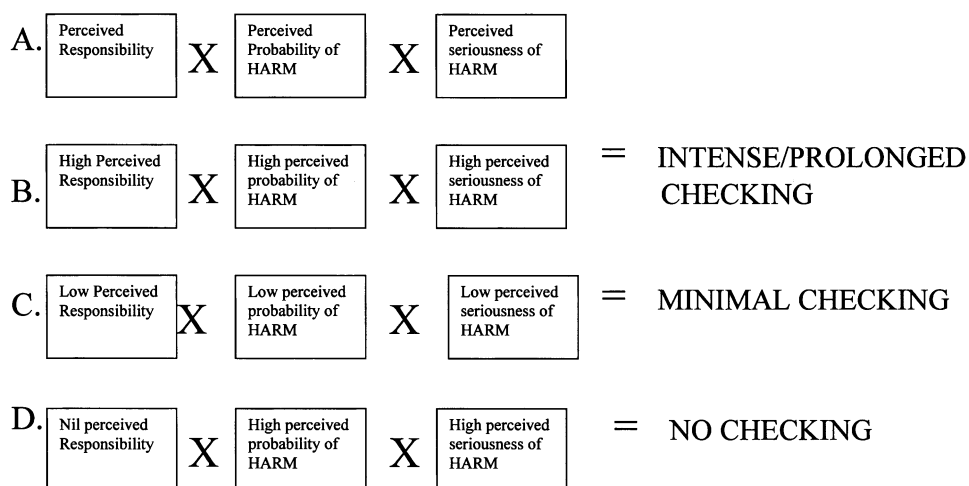 A.
Perceived
Responsibility
X
Perceived
Probability of
HARM
X
Perceived
seriousness of
HARM
B.
High Perceived
Responsibility
X
High perceived
probability of
HARM
X
High perceived
seriousness of
HARM
= INTENSE/PROLONGED
CHECKING
C.
Low Perceived
Responsibility
X
Low perceived
probability of
HARM
X
Low perceived
seriousness of
HARM
= MINIMAL CHECKING
D.
Nil perceived
Responsibility
X
High perceived
probability of
HARM
X
High perceived
seriousness of
HARM
= NO CHECKING